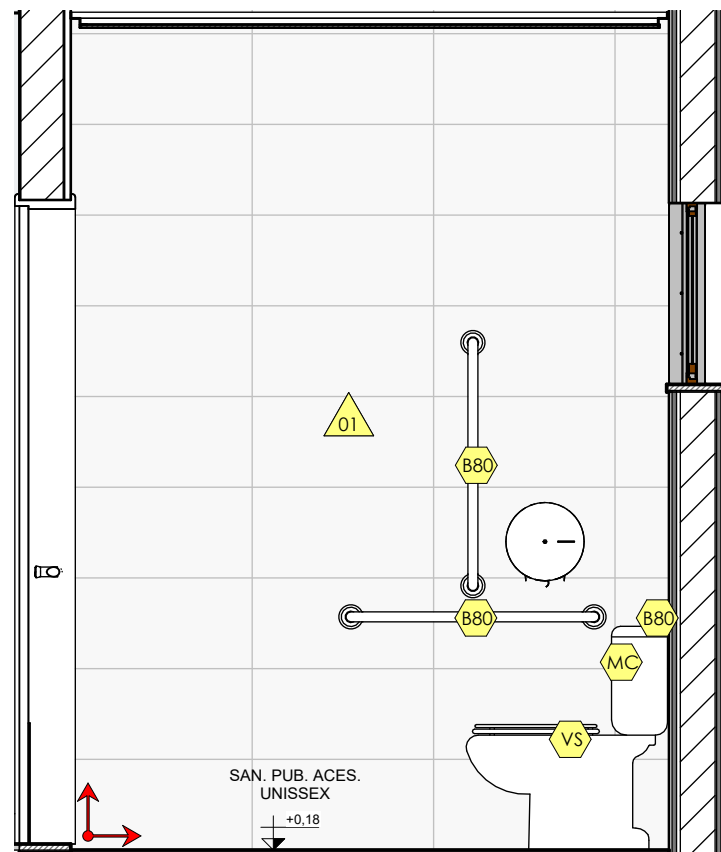 01
B80
B80
B80
MC
VS
SAN. PUB. ACES.
UNISSEX
+0,18